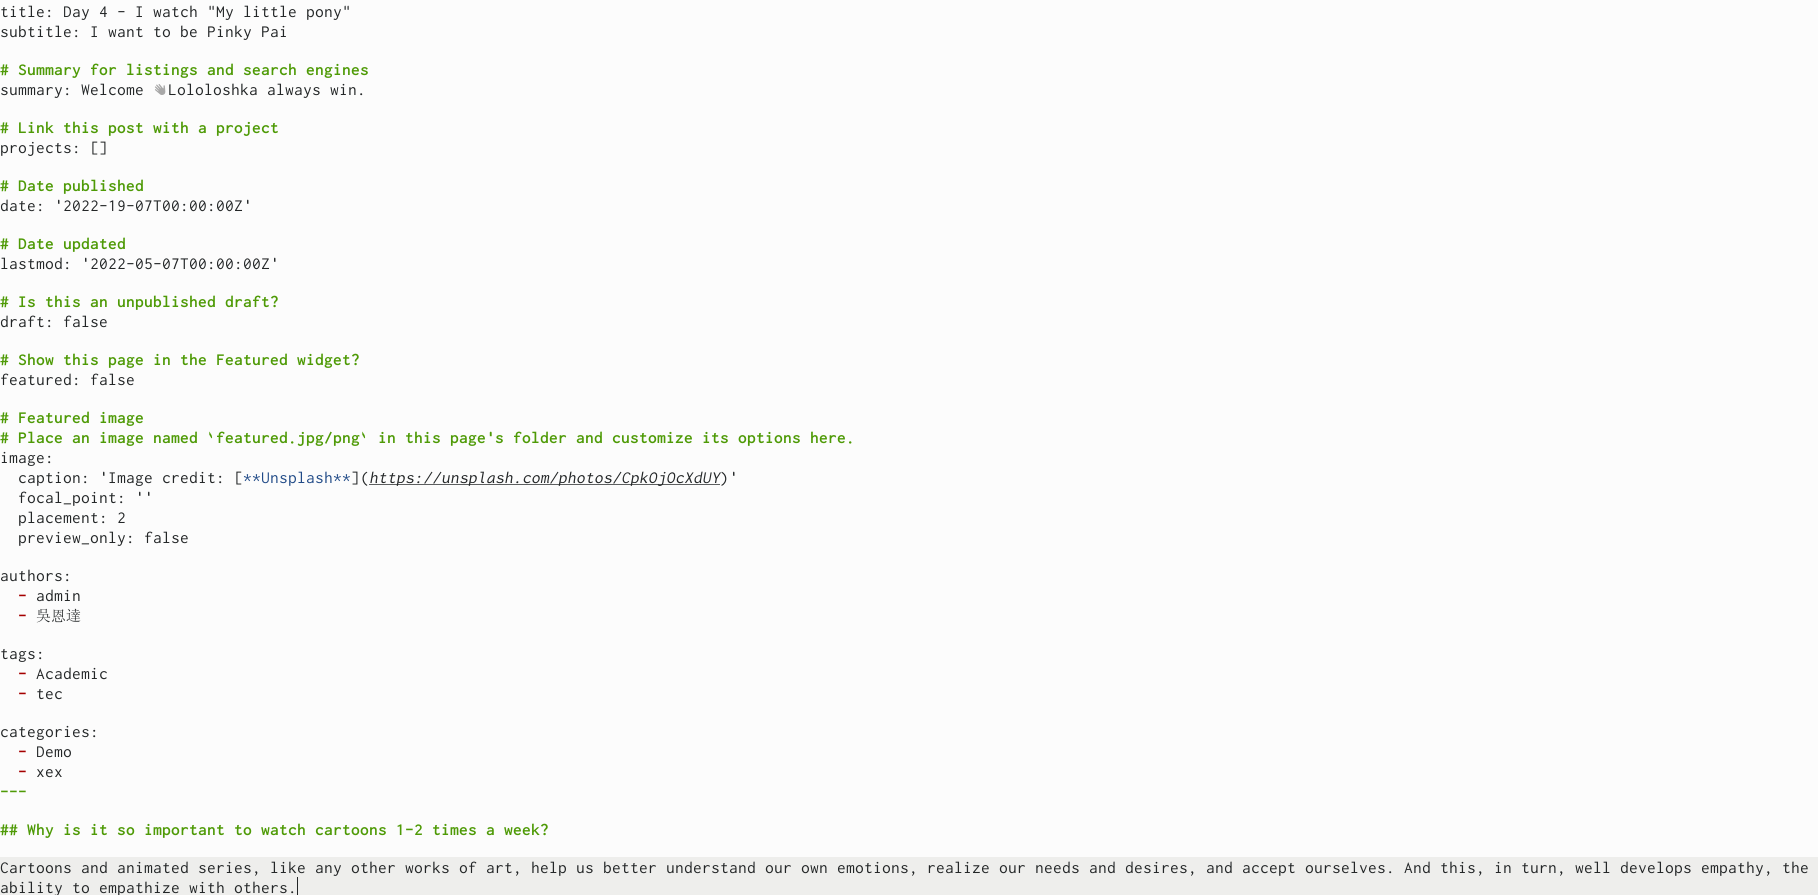 title: Day 4 - I watch "My little pony"
subtitle: I want to be Pinky Pai

# Summary for listings and search engines
summary: Welcome 👋Lololoshka always win.

# Link this post with a project
projects: []

# Date published
date: '2022-19-07T00:00:00Z'

# Date updated
lastmod: '2022-05-07T00:00:00Z'

# Is this an unpublished draft?
draft: false

# Show this page in the Featured widget?
featured: false

# Featured image
# Place an image named `featured.jpg/png` in this page's folder and customize its options here.
image:
  caption: 'Image credit: [**Unsplash**](https://unsplash.com/photos/CpkOjOcXdUY)'
  focal_point: ''
  placement: 2
  preview_only: false

authors:
  - admin
  - 吳恩達

tags:
  - Academic
  - tec

categories:
  - Demo
  - xex
---

## Why is it so important to watch cartoons 1-2 times a week?

Cartoons and animated series, like any other works of art, help us better understand our own emotions, realize our needs and desires, and accept ourselves. And this, in turn, well develops empathy, the
ability to empathize with others.